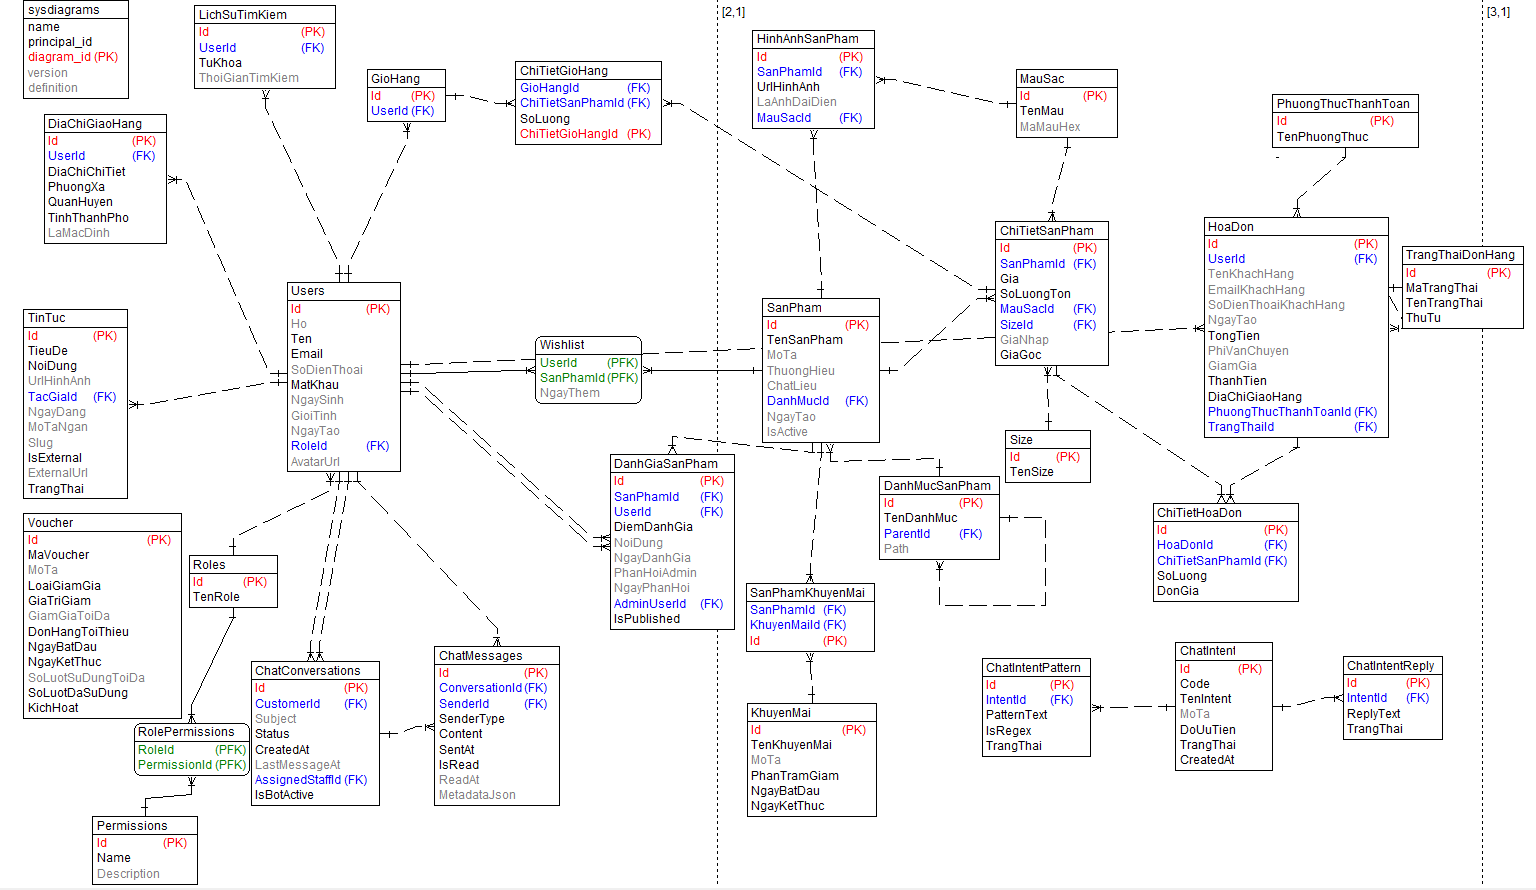 sysdiagrams
name
principal_id
diagram_id (PK)
version
definition
LichSuTimKiem
Id (PK)
UserId (FK)
TuKhoa
ThoiGianTimKiem
GioHang
Id (PK)
UserId (FK)
ChiTietGioHang
GioHangId (FK)
ChiTietSanPhamId (FK)
SoLuong
ChiTietGioHangId (PK)
[2,1]
HinhAnhSanPham
Id (PK)
SanPhamId (FK)
UrlHinhAnh
LaAnhDaiDien
MauSacId (FK)
MauSac
Id (PK)
TenMau
MaMauHex
[3,1]
PhuongThucThanhToan
Id (PK)
TenPhuongThuc
DiaChiGiaoHang
Id (PK)
UserId (FK)
DiaChiChiTiet
PhuongXa
QuanHuyen
TinhThanhPho
LaMacDinh
ChiTietSanPham
Id (PK)
SanPhamId (FK)
Gia
SoLuongTon
MauSacId (FK)
SizeId (FK)
GiaNhap
GiaGoc
HoaDon
Id (PK)
UserId (FK)
TenKhachHang
EmailKhachHang
SoDienThoaiKhachHang
NgayTao
TongTien
PhiVanChuyen
GiamGia
ThanhTien
DiaChiGiaoHang
PhuongThucThanhToanId (FK)
TrangThaiId (FK)
TrangThaiDonHang
Id (PK)
MaTrangThai
TenTrangThai
ThuTu
Users
Id (PK)
Ho
Ten
Email
SoDienThoai
MatKhau
NgaySinh
GioiTinh
NgayTao
RoleId (FK)
AvatarUrl
TinTuc
Id (PK)
TieuDe
NoiDung
UrlHinhAnh
TacGiaId (FK)
NgayDang
MoTaNgan
Slug
IsExternal
ExternalUrl
TrangThai
Wishlist
UserId (PFK)
SanPhamId (PFK)
NgayThem
SanPham
Id (PK)
TenSanPham
MoTa
ThuongHieu
ChatLieu
DanhMucId (FK)
NgayTao
IsActive
Size
Id (PK)
TenSize
DanhGiaSanPham
Id (PK)
SanPhamId (FK)
UserId (FK)
DiemDanhGia
NoiDung
NgayDanhGia
PhanHoiAdmin
NgayPhanHoi
AdminUserId (FK)
IsPublished
DanhMucSanPham
Id (PK)
TenDanhMuc
ParentId (FK)
Path
ChiTietHoaDon
Id (PK)
HoaDonId (FK)
ChiTietSanPhamId (FK)
SoLuong
DonGia
Voucher
Id (PK)
MaVoucher
MoTa
LoaiGiamGia
GiaTriGiam
GiamGiaToiDa
DonHangToiThieu
NgayBatDau
NgayKetThuc
SoLuotSuDungToiDa
SoLuotDaSuDung
KichHoat
Roles
Id (PK)
TenRole
SanPhamKhuyenMai
SanPhamId (FK)
KhuyenMaiId (FK)
Id (PK)
ChatConversations
Id (PK)
CustomerId (FK)
Subject
Status
CreatedAt
LastMessageAt
AssignedStaffId (FK)
IsBotActive
ChatMessages
Id (PK)
ConversationId (FK)
SenderId (FK)
SenderType
Content
SentAt
IsRead
ReadAt
MetadataJson
ChatIntentPattern
Id (PK)
IntentId (FK)
PatternText
IsRegex
TrangThai
ChatIntent
Id (PK)
Code
TenIntent
MoTa
DoUuTien
TrangThai
CreatedAt
ChatIntentReply
Id (PK)
IntentId (FK)
ReplyText
TrangThai
RolePermissions
RoleId (PFK)
PermissionId (PFK)
KhuyenMai
Id (PK)
TenKhuyenMai
MoTa
PhanTramGiam
NgayBatDau
NgayKetThuc
Permissions
Id (PK)
Name
Description